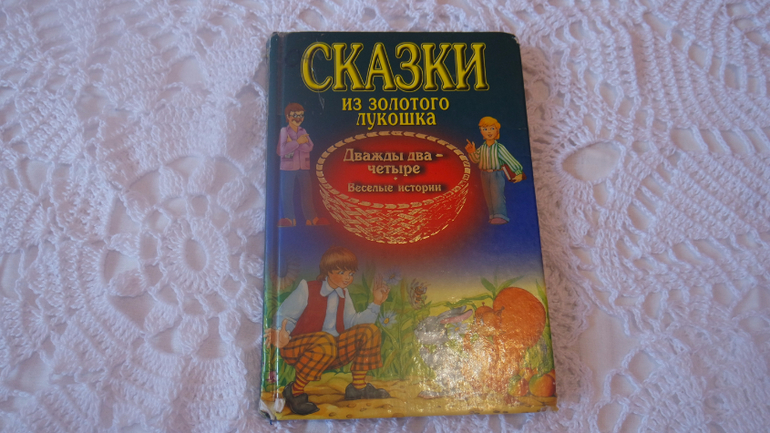 СКАЗКИ
ИЗ ЗОЛОТОГО
ЛУКОШКА
Дважды два -
четыре
Веселые истории